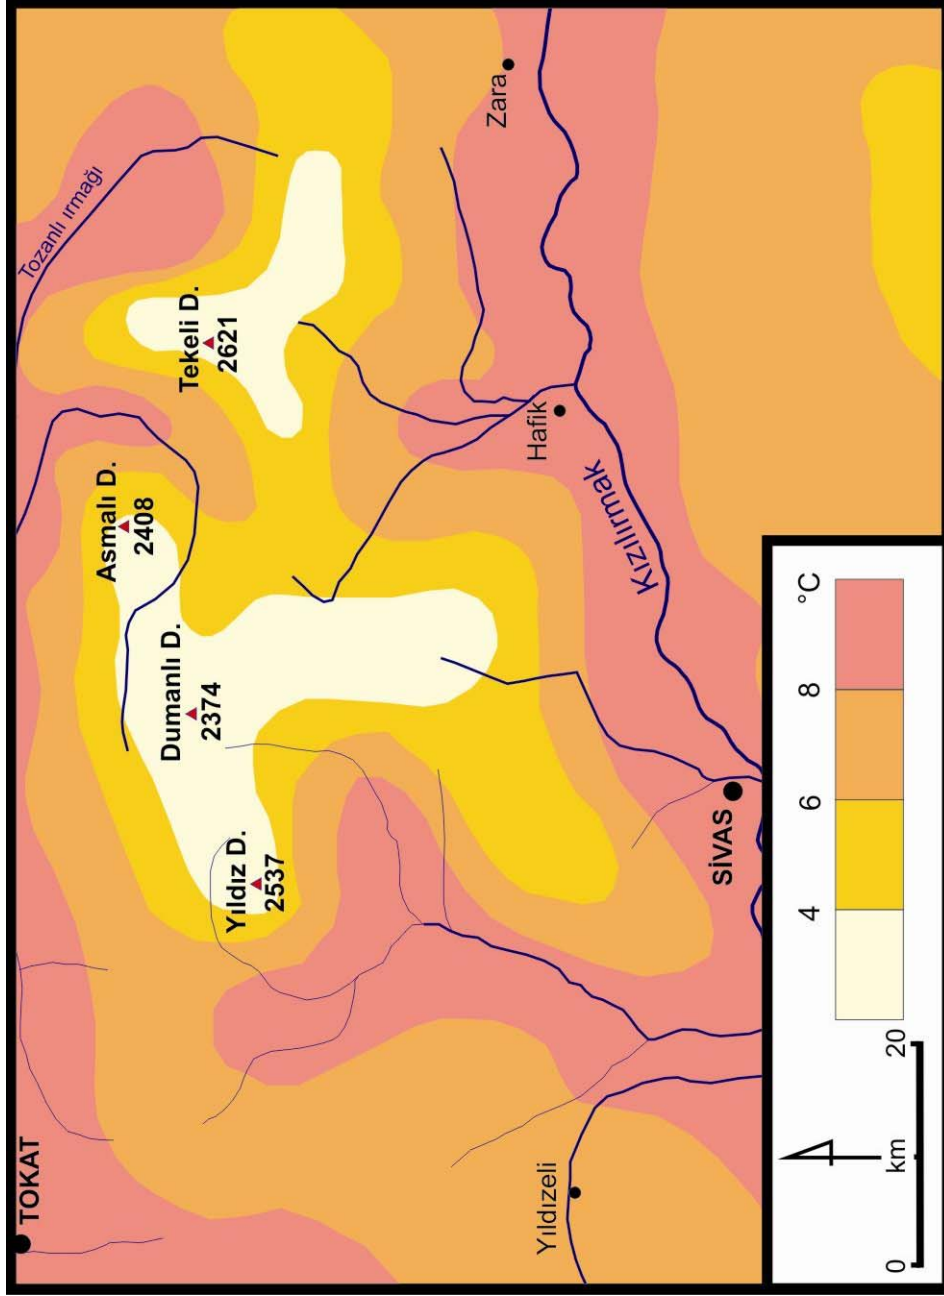 TOKAT
Tozanlı ırmağı
Asmalı D.
2408
Tekeli D.
2621
Dumanlı D.
2374
Yıldız D.
2537
Zara
Hafik
Kızılırmak
SİVAS
Yıldızeli
0
20
km
4
6
8
°C